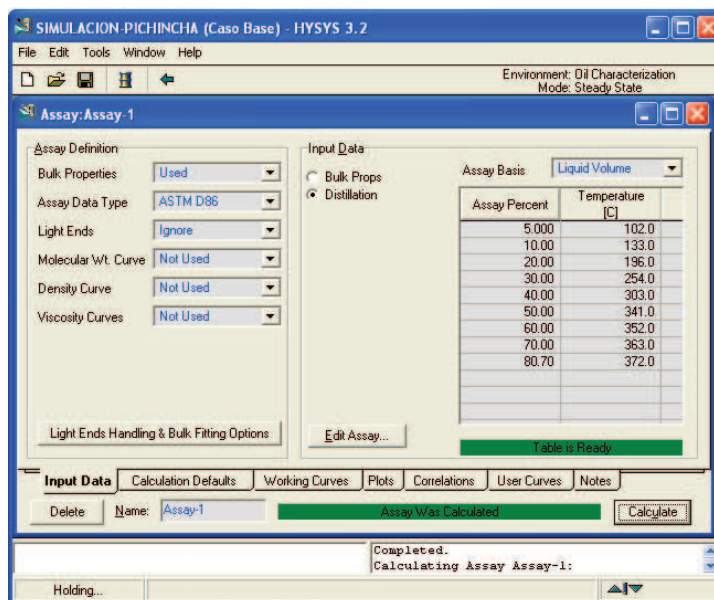 SIMULACION-PICHINCHA (Caso Base) - HYSYS 3.2
File Edit Tools Window Help
Environment: Oil Characterization
Mode: Steady State
Assay:Assay-1
Assay Definition
Bulk Properties Used
Assay Data Type ASTM D86
Light Ends Ignore
Molecular Wt. Curve Not Used
Density Curve Not Used
Viscosity Curves Not Used
Light Ends Handling & Bulk Fitting Options
Input Data
Bulk Props
Distillation
Edit Assay...
Assay Basis Liquid Volume
Assay Percent Temperature [C]
5.000 102.0
10.00 133.0
20.00 196.0
30.00 254.0
40.00 303.0
50.00 341.0
60.00 352.0
70.00 363.0
80.70 372.0
Table is Ready
Input Data Calculation Defaults Working Curves Plots Correlations User Curves Notes
Delete Name: Assay-1 Assay Was Calculated Calculate
Completed.
Calculating Assay Assay-1:
Holding...